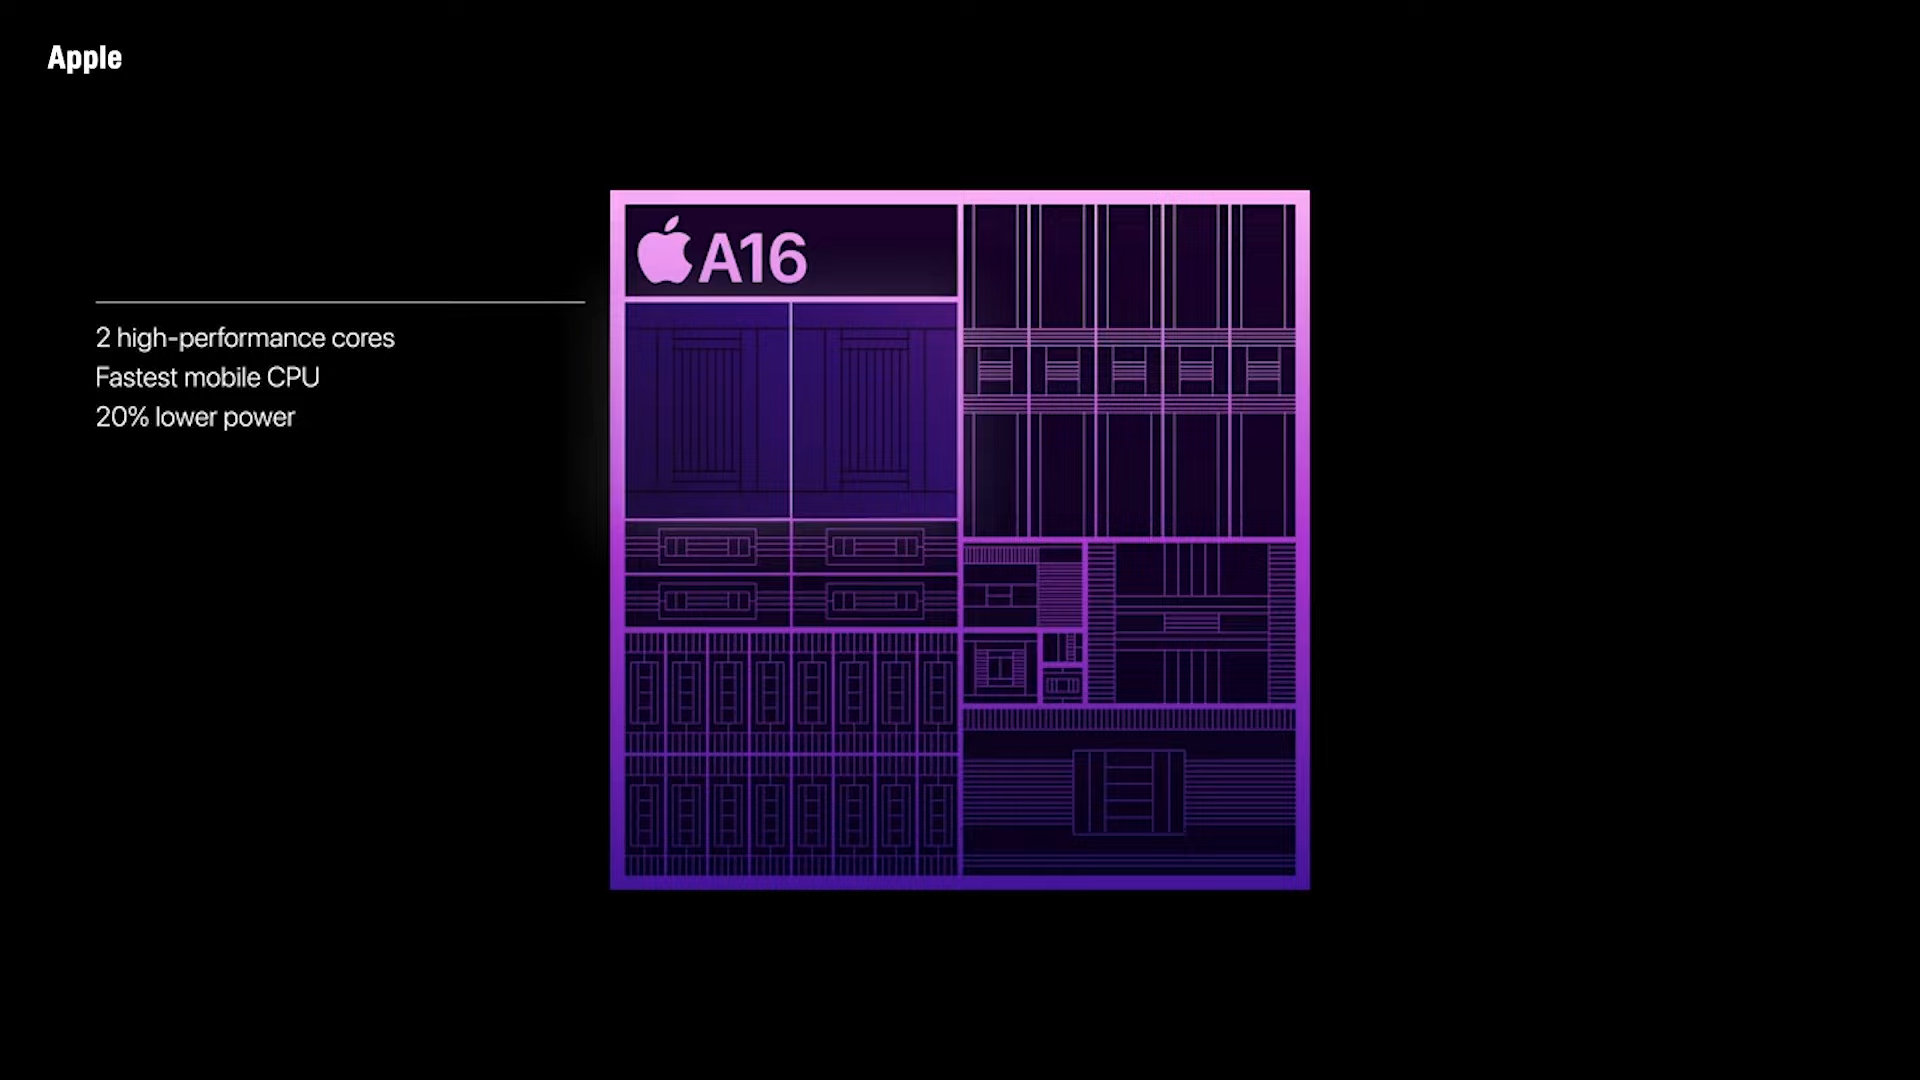 Apple
A16
2 high-performance cores
Fastest mobile CPU
20% lower power